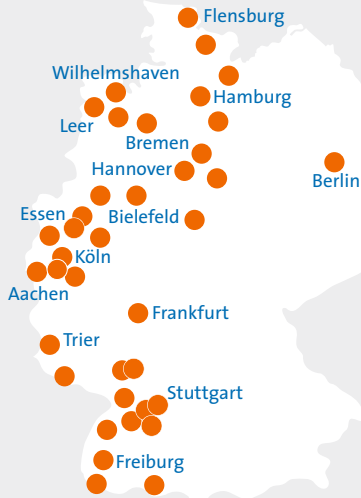 Flensburg
Wilhelmshaven
Hamburg
Leer
Bremen
Hannover
Berlin
Essen
Bielefeld
Köln
Aachen
Frankfurt
Trier
Stuttgart
Freiburg